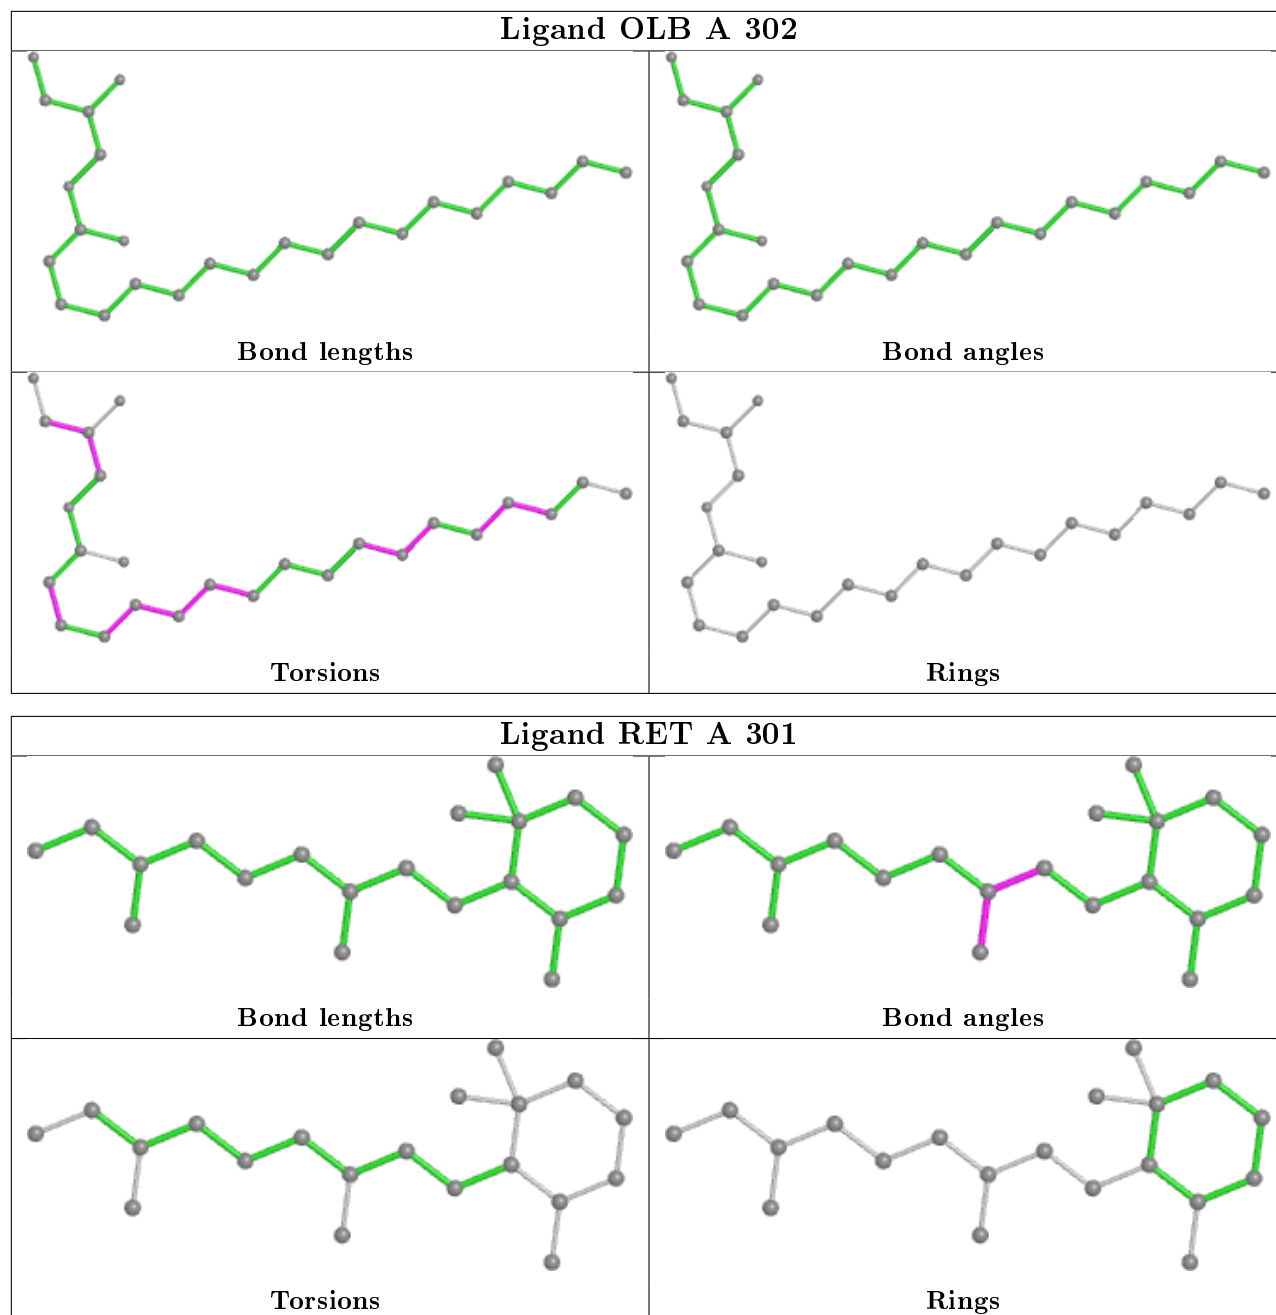 Ligand OLB A 302
Bond lengths
Bond angles
Torsions
Rings
Ligand RET A 301
Bond lengths
Bond angles
Torsions
Rings